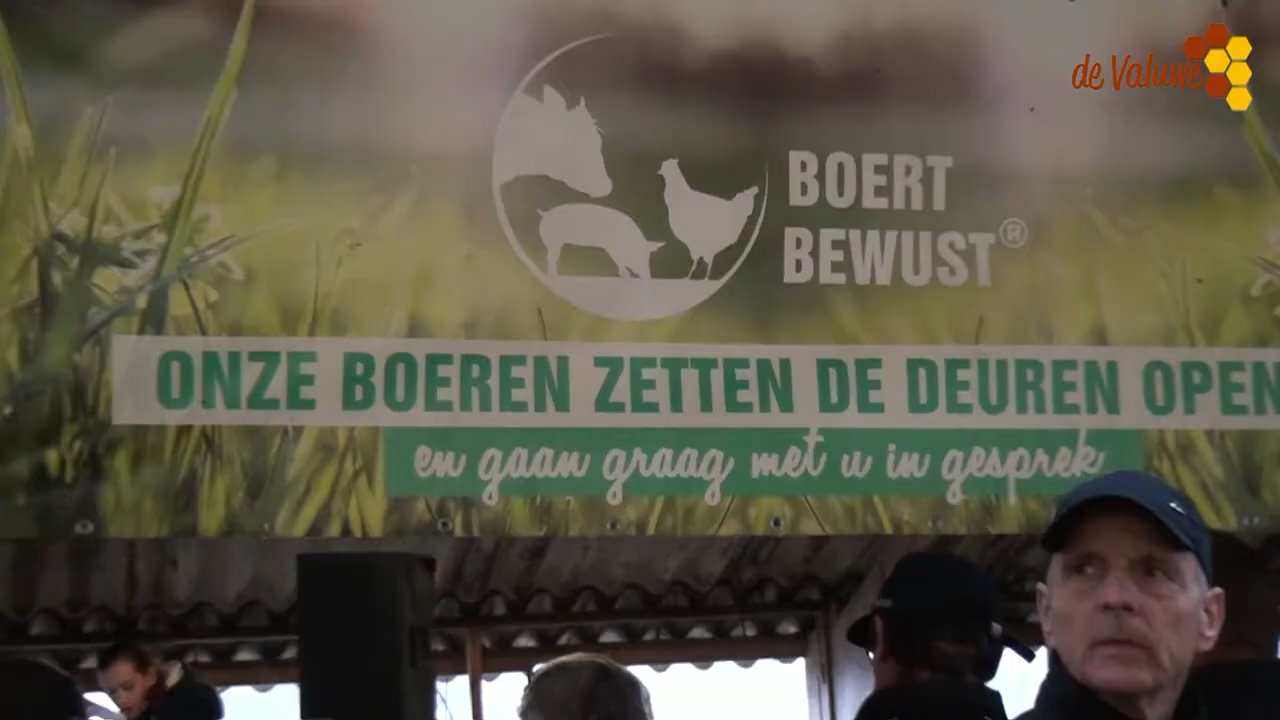 de Valuwe
BOERT
BEWUST®
ONZE BOEREN ZETTEN DE DEUREN OPEN
en gaan graag met u in gesprek